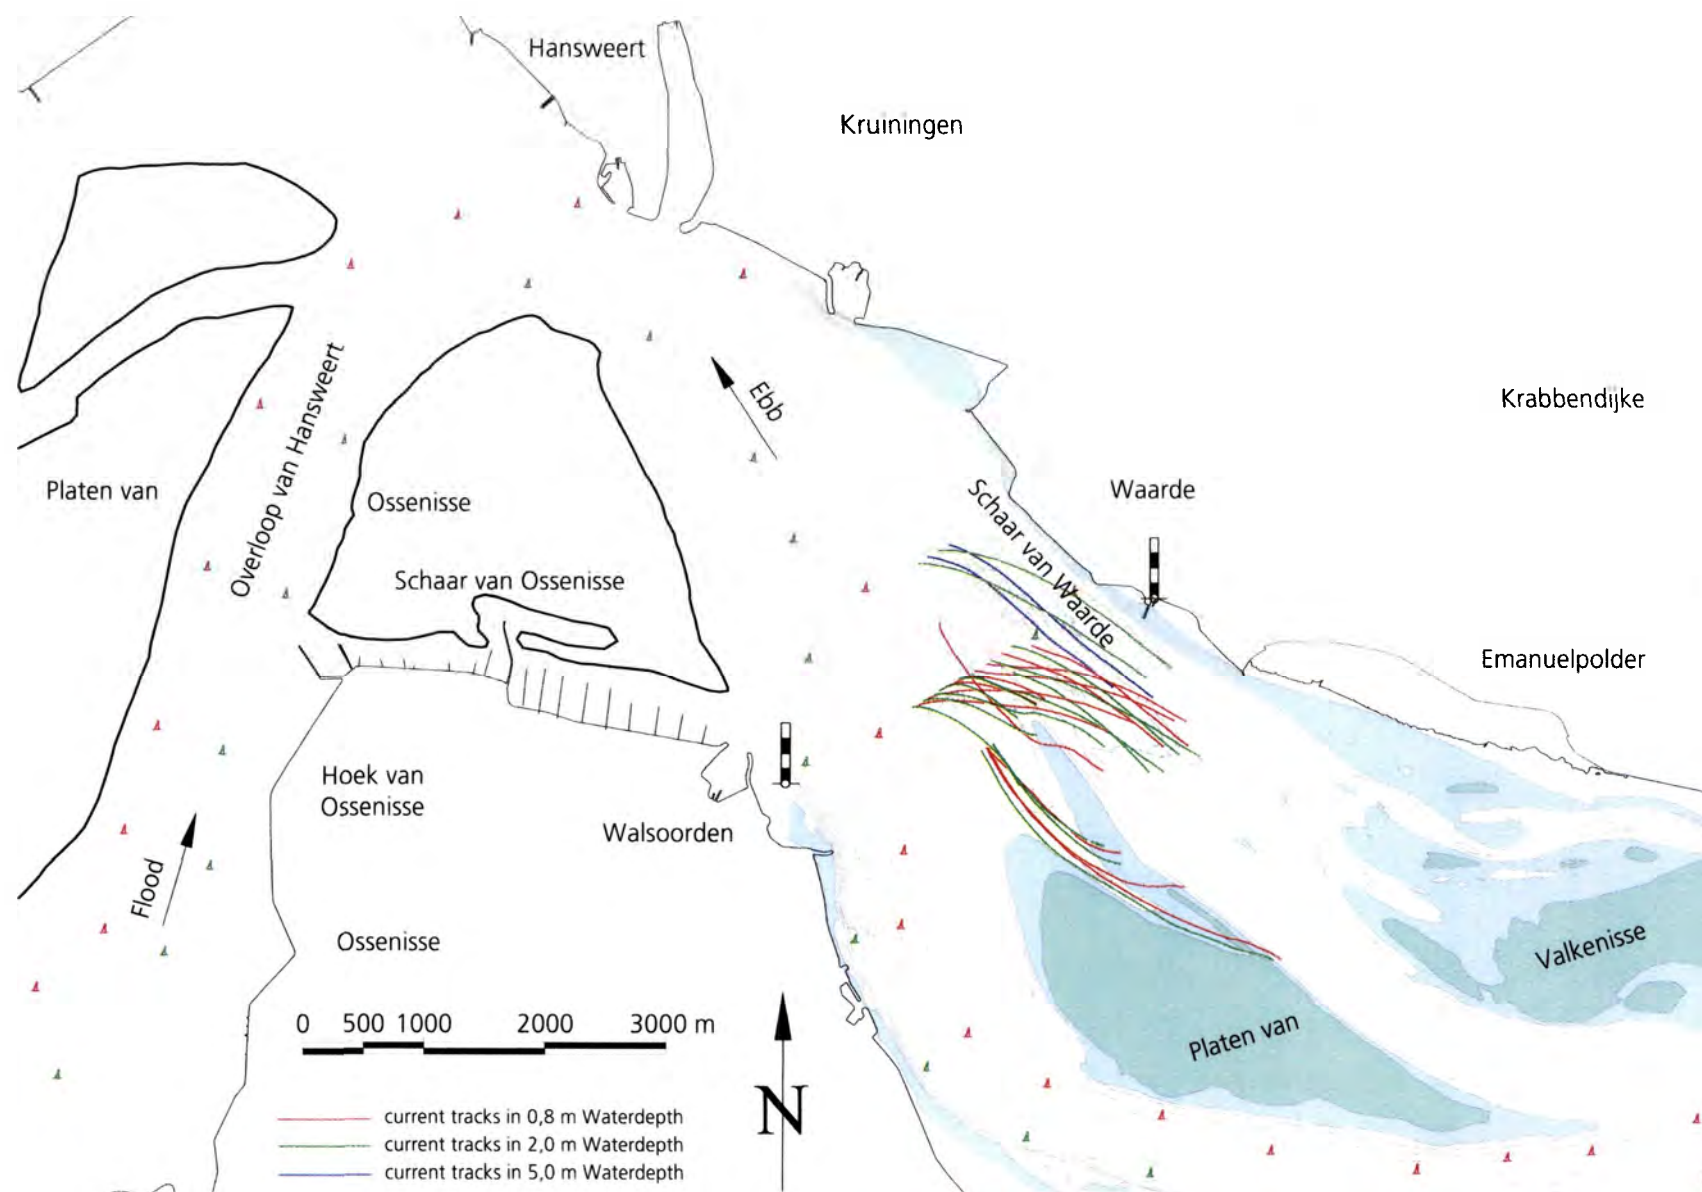 Hansweert
Kruiningen
Krabbendijke
Ebb
Overloop van Hansweert
Platen van
Ossenisse
Schaar van Waarde
Waarde
Schaar van Ossenisse
Emanuelpolder
Hoek van
Ossenisse
Walsoorden
Flood
Ossenisse
Valkenisse
Platen van
0 500 1000 2000 3000 m
N
current tracks in 0,8 m Waterdepth
current tracks in 2,0 m Waterdepth
current tracks in 5,0 m Waterdepth